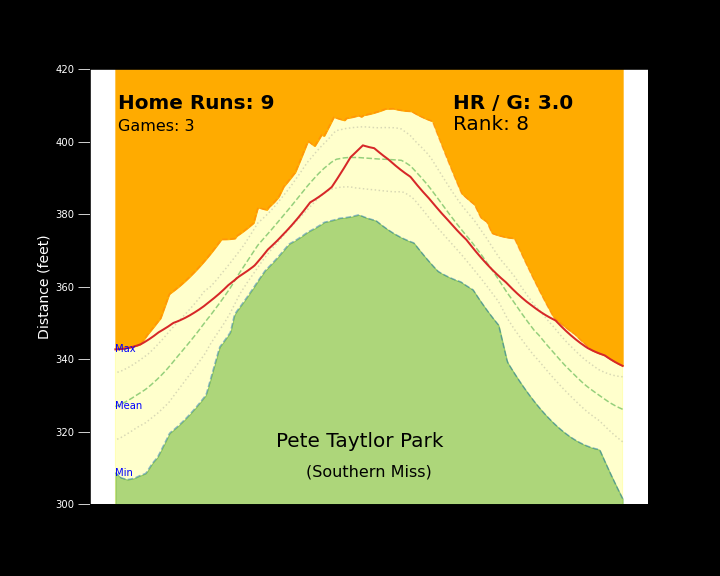 420
Home Runs: 9
HR / G: 3.0
Games: 3
Rank: 8
400
380
360
Distance (feet)
Max
340
Mean
320
Pete Taytlor Park
(Southern Miss)
Min
300